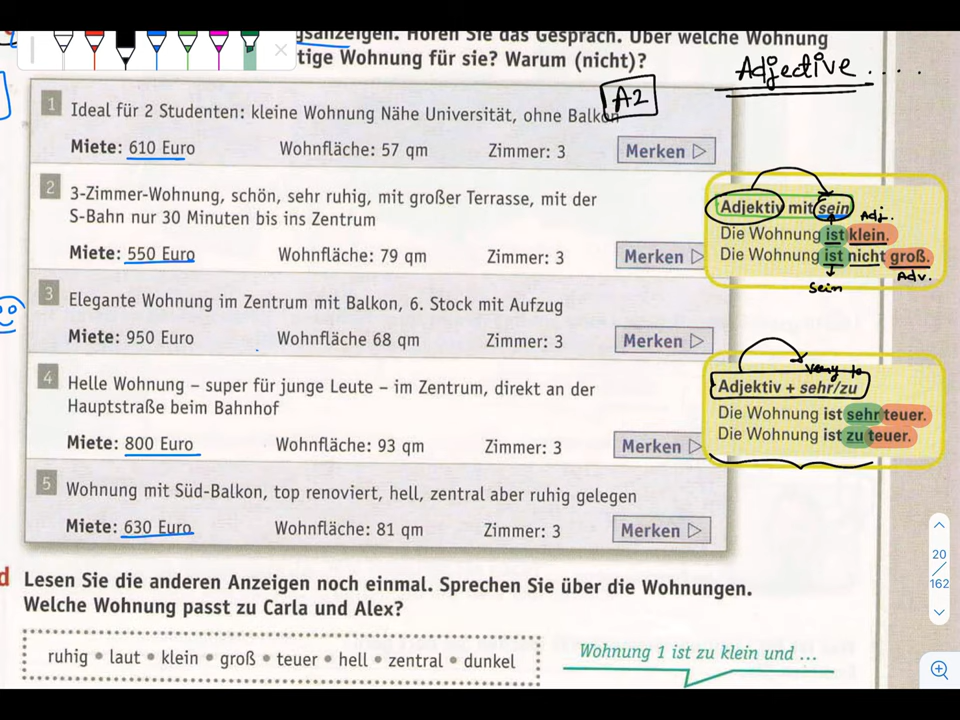 gsanzeigen. Hören Sie das Gespräch. Über welche Wohnung
tige Wohnung für sie? Warum (nicht)?
Adjective ....
A2
1 Ideal für 2 Studenten: kleine Wohnung Nähe Universität, ohne Balkon
Miete: 610 Euro Wohnfläche: 57 qm Zimmer: 3 Merken ▷
2 3-Zimmer-Wohnung, schön, sehr ruhig, mit großer Terrasse, mit der
S-Bahn nur 30 Minuten bis ins Zentrum
Miete: 550 Euro Wohnfläche: 79 qm Zimmer: 3 Merken ▷
3 Elegante Wohnung im Zentrum mit Balkon, 6. Stock mit Aufzug
Miete: 950 Euro Wohnfläche 68 qm Zimmer: 3 Merken ▷
4 Helle Wohnung – super für junge Leute – im Zentrum, direkt an der
Hauptstraße beim Bahnhof
Miete: 800 Euro Wohnfläche: 93 qm Zimmer: 3 Merken ▷
5 Wohnung mit Süd-Balkon, top renoviert, hell, zentral aber ruhig gelegen
Miete: 630 Euro Wohnfläche: 81 qm Zimmer: 3 Merken ▷
Adjektiv mit sein
Adj.
Die Wohnung ist klein.
Die Wohnung ist nicht groß.
sein
Adv.
very to
Adjektiv + sehr/zu
Die Wohnung ist sehr teuer.
Die Wohnung ist zu teuer.
d Lesen Sie die anderen Anzeigen noch einmal. Sprechen Sie über die Wohnungen.
Welche Wohnung passt zu Carla und Alex?
ruhig • laut • klein • groß • teuer • hell • zentral • dunkel
Wohnung 1 ist zu klein und ...
20
/
162